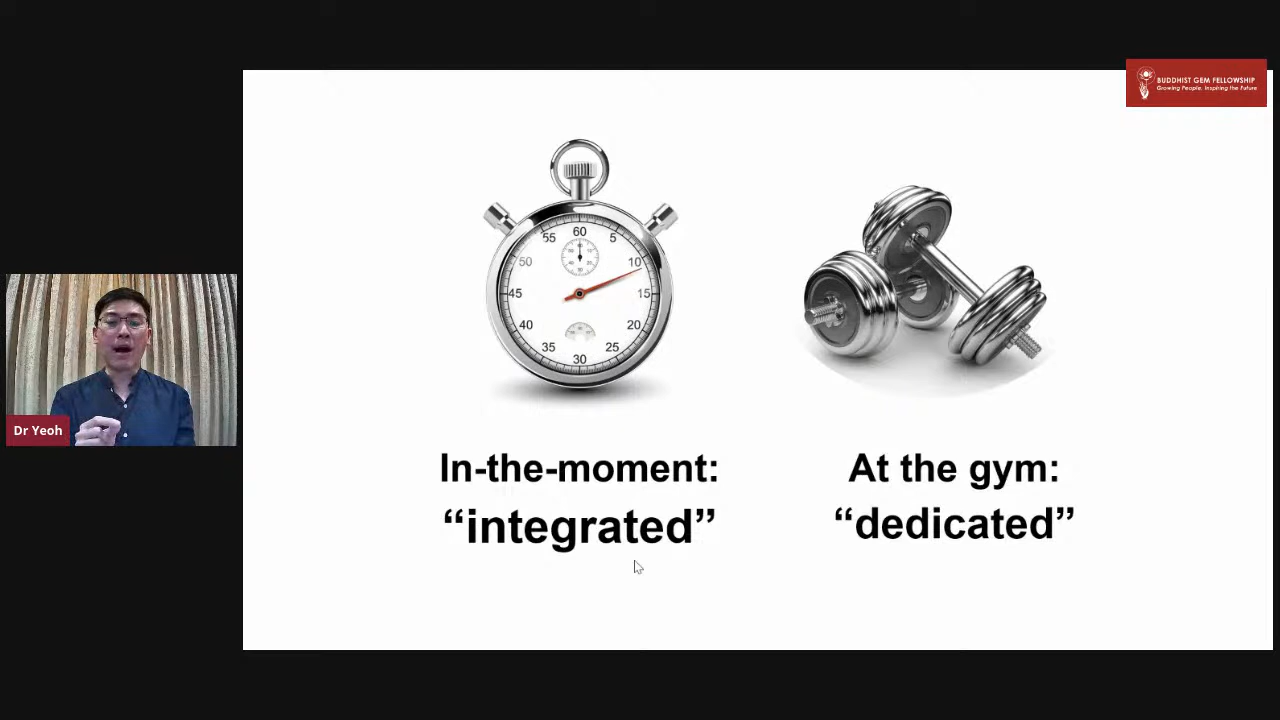 BUDDHIST GEM FELLOWSHIP
Growing People, Inspiring the Future
60
55
5
50
10
45
15
40
20
35
25
30
Dr Yeoh
In-the-moment:
“integrated”
At the gym:
“dedicated”